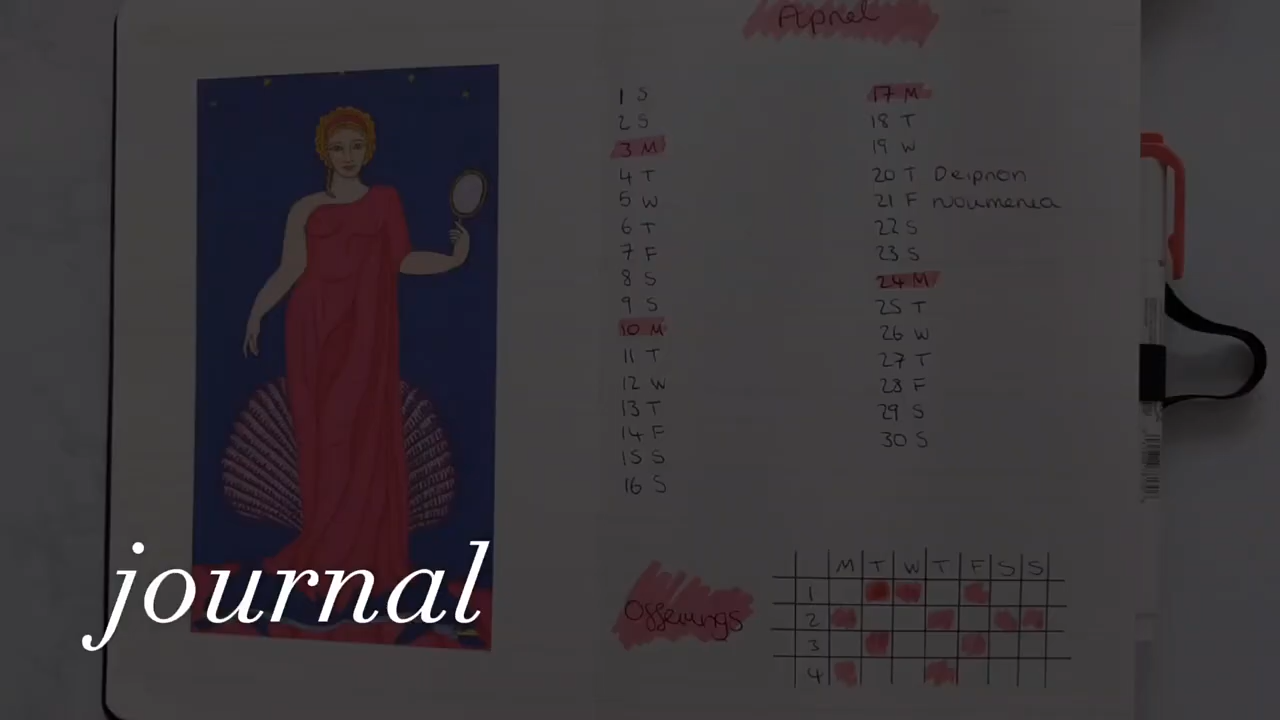 April
1 S
2 S
3 M
4 T
5 W
6 T
7 F
8 S
9 S
10 M
11 T
12 W
13 T
14 F
15 S
16 S
17 M
18 T
19 W
20 T Deipnon
21 F Noumenia
22 S
23 S
24 M
25 T
26 W
27 T
28 F
29 S
30 S
Offerings
M T W T F S S
1
2
3
4
journal